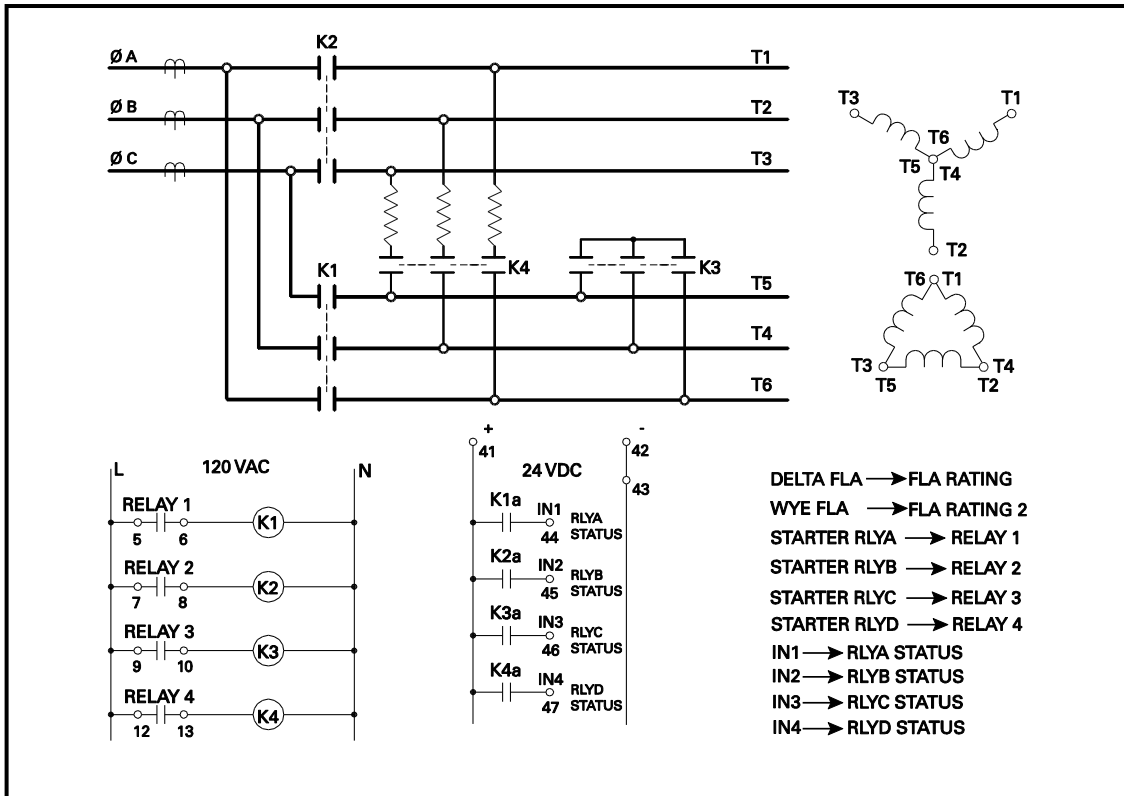 K2
Ø A
T1
Ø B
T2
Ø C
T3
K4
K3
K1
T5
T4
T6
T3
T1
T6
T5
T4
T2
T6 T1
T3
T4
T5
T2
120 VAC
L
N
RELAY 1
5 6
K1
RELAY 2
7 8
K2
RELAY 3
9 10
K3
RELAY 4
12 13
K4
+
-
41
42
24 VDC
43
K1a
IN1
44
RLYA
STATUS
K2a
IN2
45
RLYB
STATUS
K3a
IN3
46
RLYC
STATUS
K4a
IN4
47
RLYD
STATUS
DELTA FLA → FLA RATING
WYE FLA → FLA RATING 2
STARTER RLYA → RELAY 1
STARTER RLYB → RELAY 2
STARTER RLYC → RELAY 3
STARTER RLYD → RELAY 4
IN1 → RLYA STATUS
IN2 → RLYB STATUS
IN3 → RLYC STATUS
IN4 → RLYD STATUS